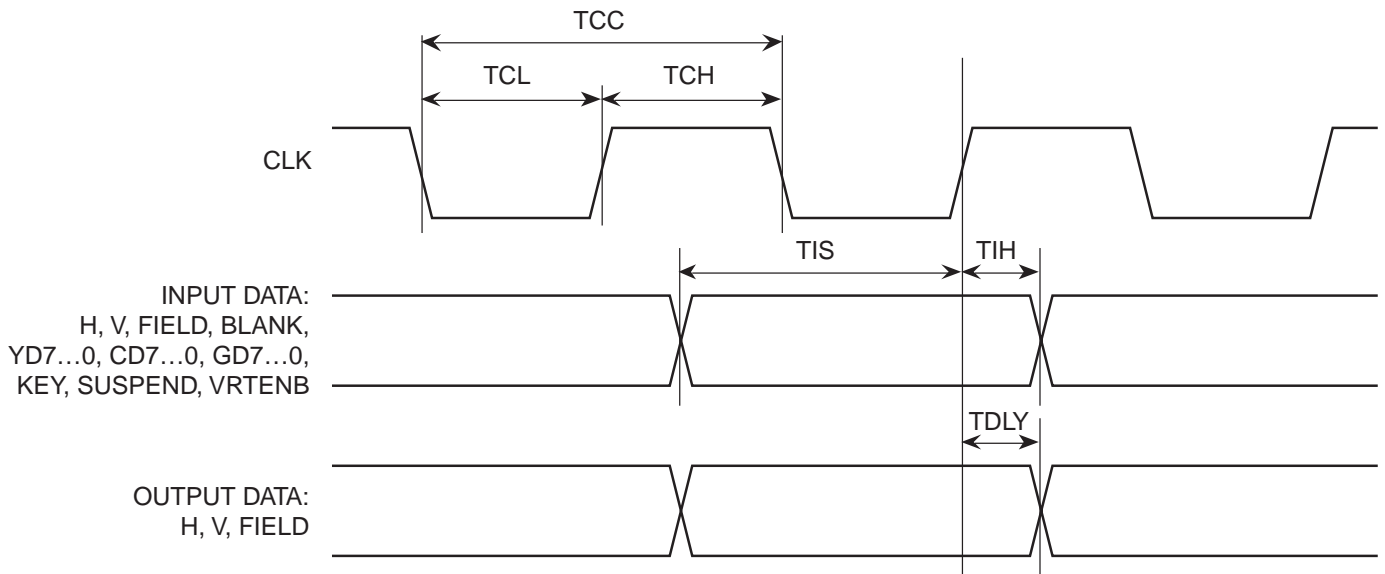 TCC
TCL
TCH
CLK
TIS
TIH
INPUT DATA:
H, V, FIELD, BLANK,
YD7…0, CD7…0, GD7…0,
KEY, SUSPEND, VRTENB
TDLY
OUTPUT DATA:
H, V, FIELD